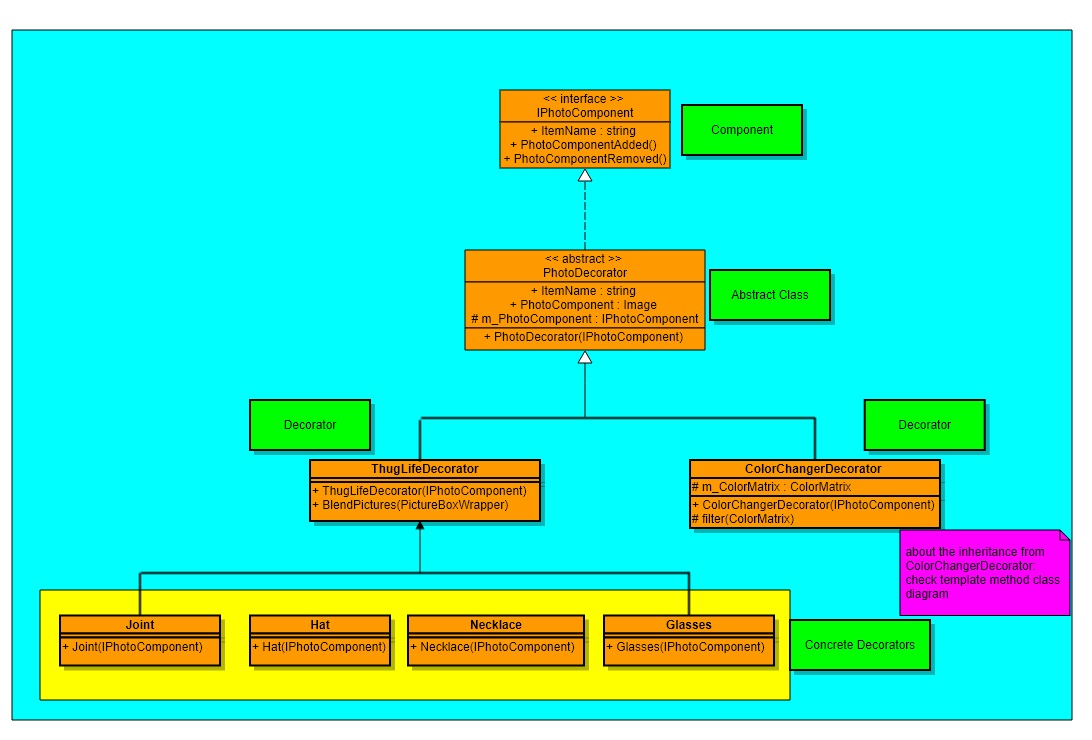 << interface >>
IPhotoComponent
+ ItemName : string
+ PhotoComponentAdded()
+ PhotoComponentRemoved()
Component
<< abstract >>
PhotoDecorator
+ ItemName : string
+ PhotoComponent : Image
# m_PhotoComponent : IPhotoComponent
+ PhotoDecorator(IPhotoComponent)
Abstract Class
Decorator
Decorator
ThugLifeDecorator
+ ThugLifeDecorator(IPhotoComponent)
+ BlendPictures(PictureBoxWrapper)
ColorChangerDecorator
# m_ColorMatrix : ColorMatrix
+ ColorChangerDecorator(IPhotoComponent)
# filter(ColorMatrix)
about the inheritance from
ColorChangerDecorator:
check template method class
diagram
Joint
+ Joint(IPhotoComponent)
Hat
+ Hat(IPhotoComponent)
Necklace
+ Necklace(IPhotoComponent)
Glasses
+ Glasses(IPhotoComponent)
Concrete Decorators